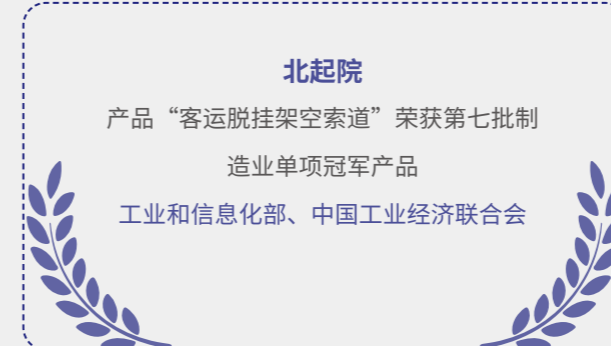 北起院
产品“客运脱挂架空索道”荣获第七批制
造业单项冠军产品
工业和信息化部、中国工业经济联合会